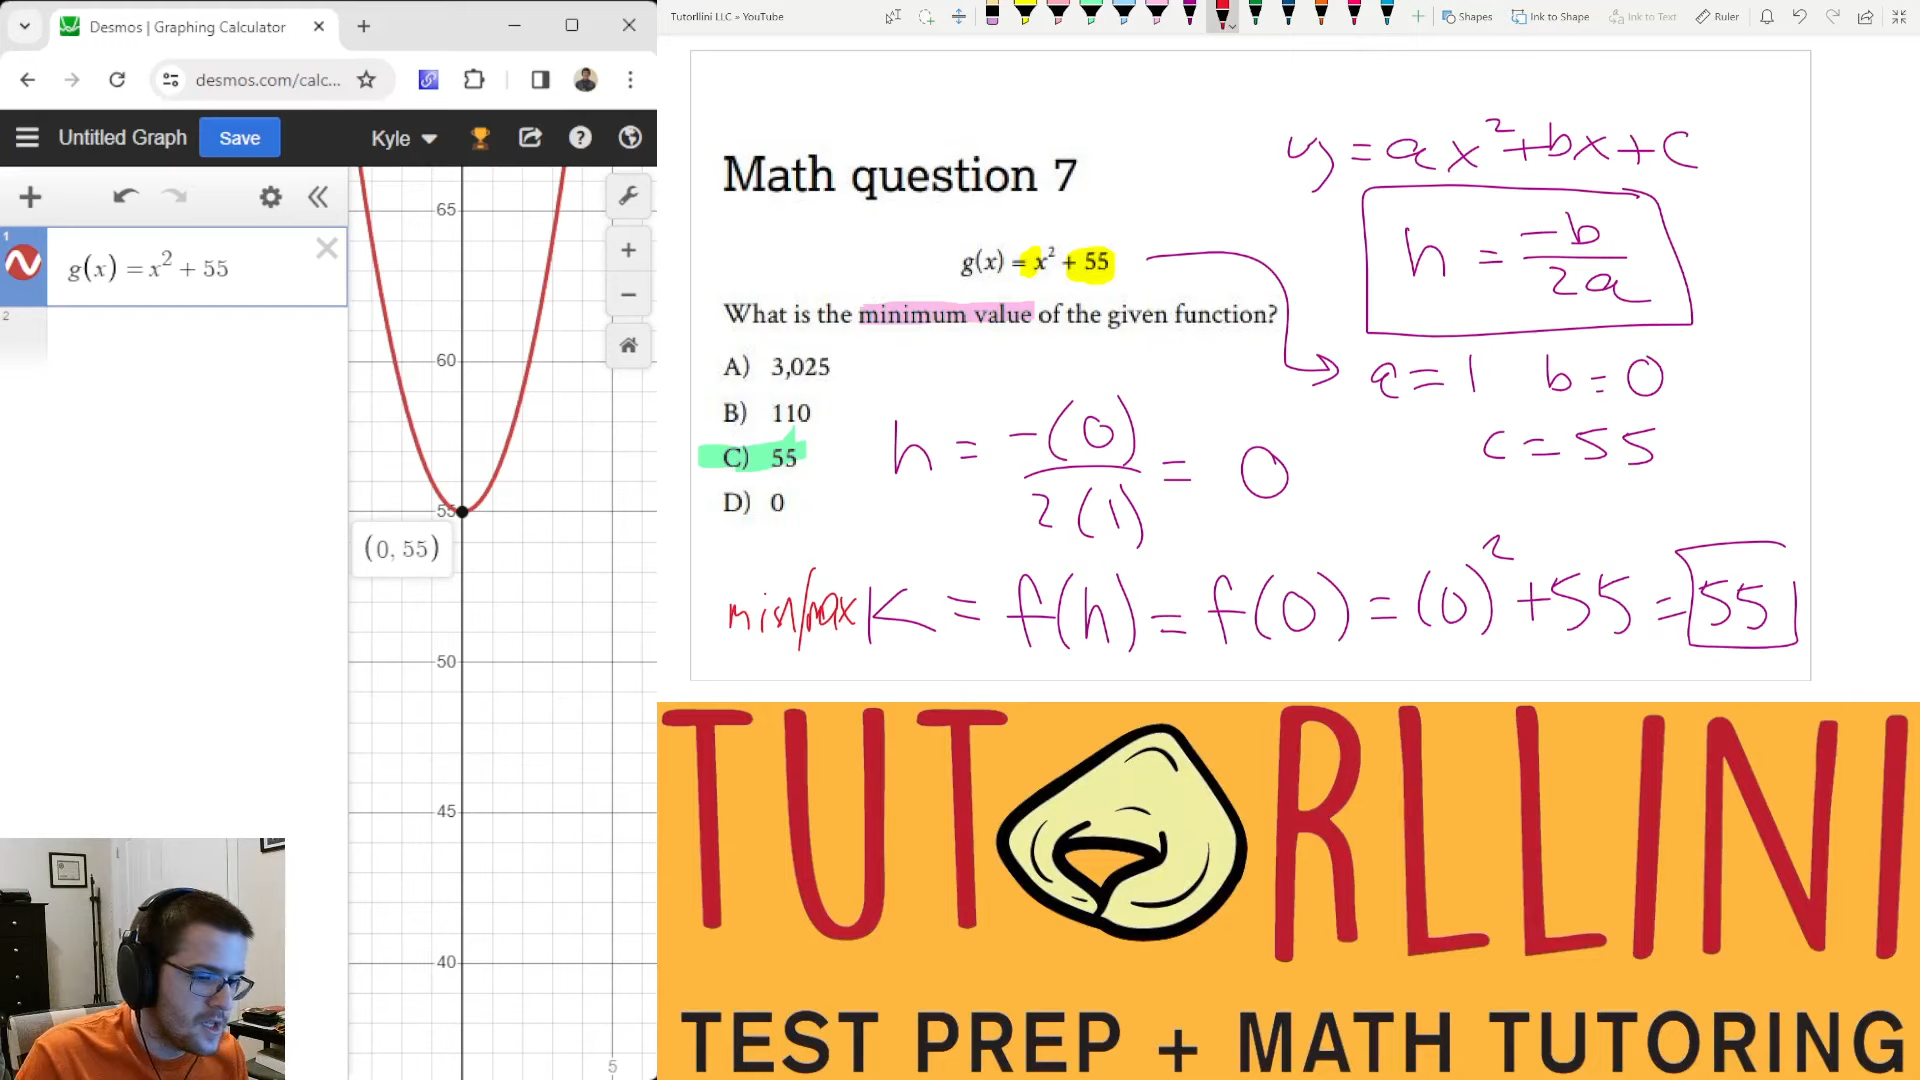 Desmos | Graphing Calculator
desmos.com/calc...
Untitled Graph
Save
Kyle
1
g(x) = x² + 55
2
65
60
55
(0, 55)
50
45
40
5
Tutorllini LLC » YouTube
Shapes
Ink to Shape
Ink to Text
Ruler
Math question 7
g(x) = x² + 55
What is the minimum value of the given function?
A) 3,025
B) 110
C) 55
D) 0
y = ax² + bx + c
h = -b/2a
a = 1 b = 0
c = 55
h = -(0)/2(1) = 0
min/max K = f(h) = f(0) = (0)² + 55 = 55
TUTORLLINI
TEST PREP + MATH TUTORING